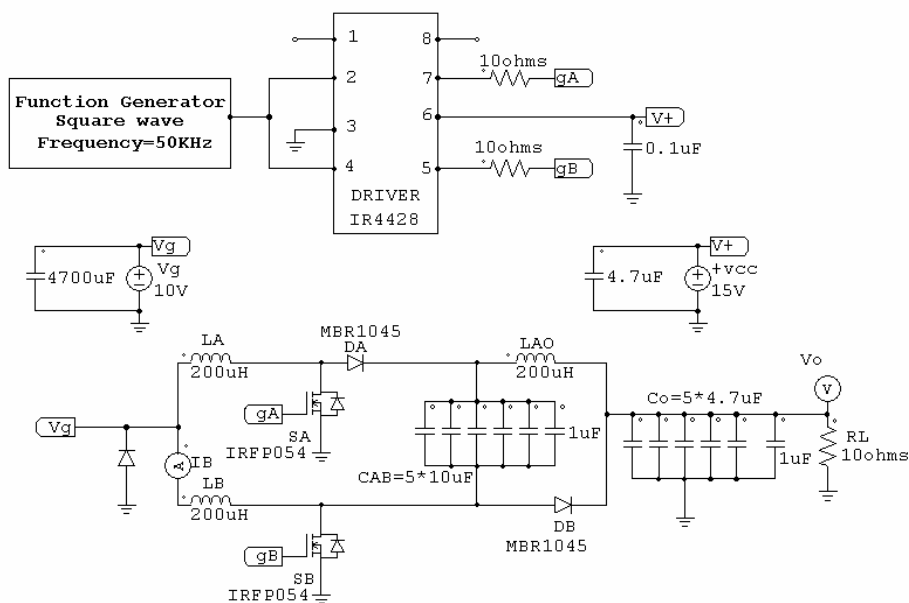 1
8
10ohms
2
7
gA
Function Generator
Square wave
Frequency=50KHz
3
6
V+
0.1uF
10ohms
4
5
gB
DRIVER
IR4428
Vg
4700uF
Vg
10V
V+
4.7uF
+vcc
15V
LA
200uH
MBR1045
DA
LAO
200uH
gA
SA
IRFP054
Vg
A
IB
LB
200uH
1uF
CAB=5*10uF
DB
MBR1045
gB
SB
IRFP054
Vo
V
Co=5*4.7uF
1uF
RL
10ohms